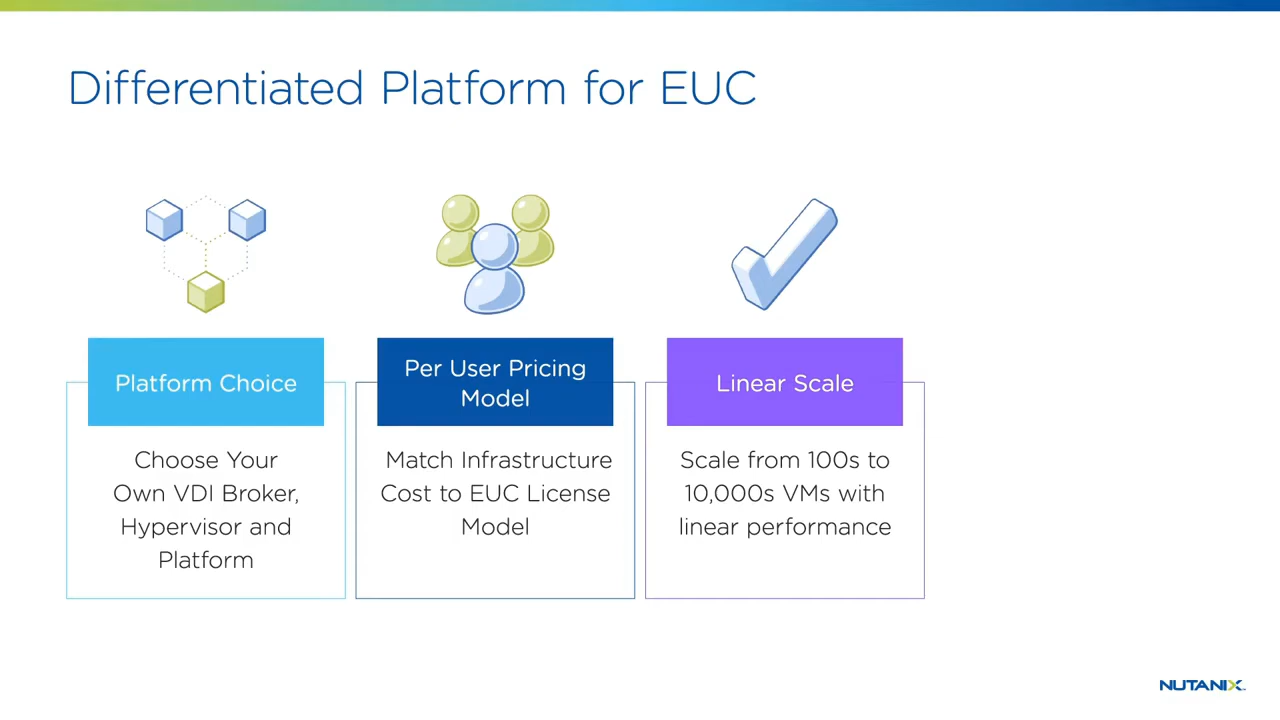 Differentiated Platform for EUC
Platform Choice
Choose Your
Own VDI Broker,
Hypervisor and
Platform
Per User Pricing
Model
Match Infrastructure
Cost to EUC License
Model
Linear Scale
Scale from 100s to
10,000s VMs with
linear performance
NUTANIX